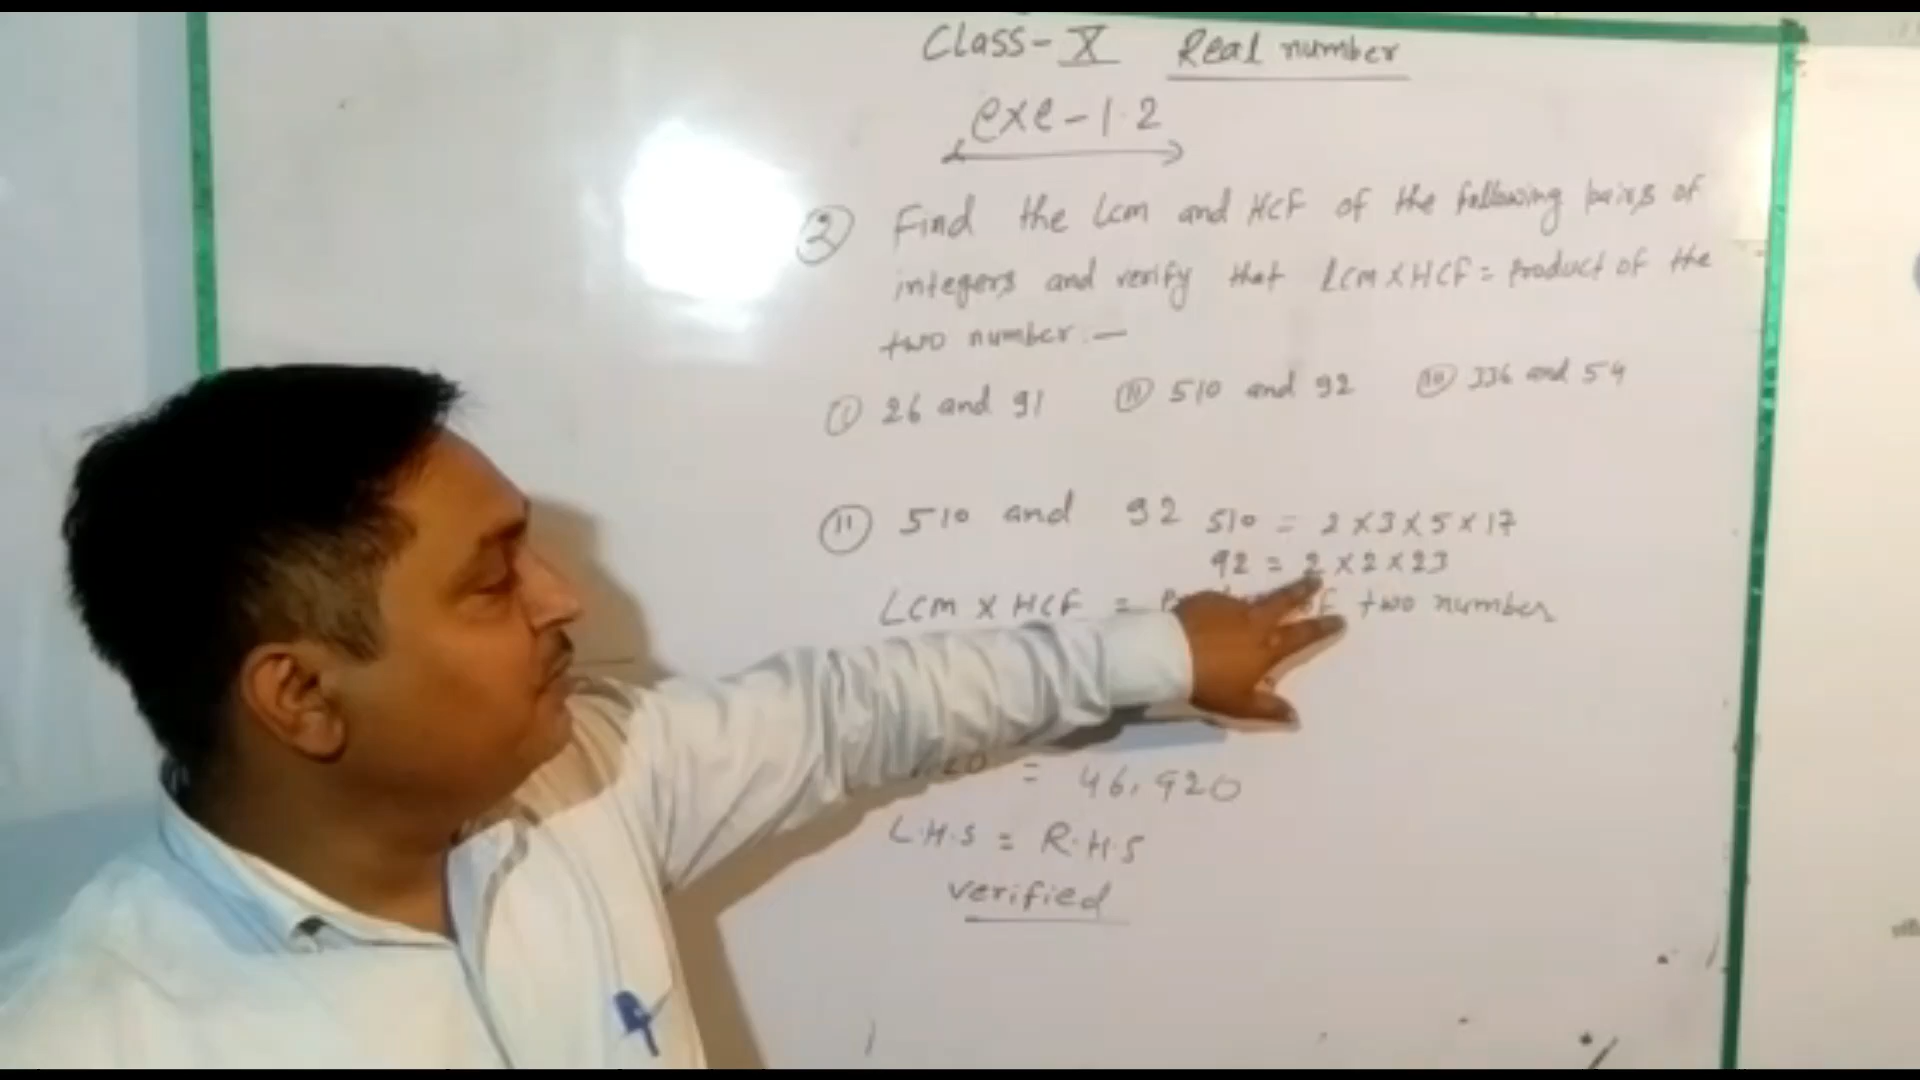 Class-X Real number
exe-1.2
② Find the Lcm and HCF of the following pairs of
integers and verify that LCM X HCF = Product of the
two number.—
(I) 26 and 91 (II) 510 and 92 (III) 336 and 54
(II) 510 and 92 510 = 2 X 3 X 5 X 17
92 = 2 X 2 X 23
LCM X HCF = two number
= 46,920
L.H.S = R.H.S
verified